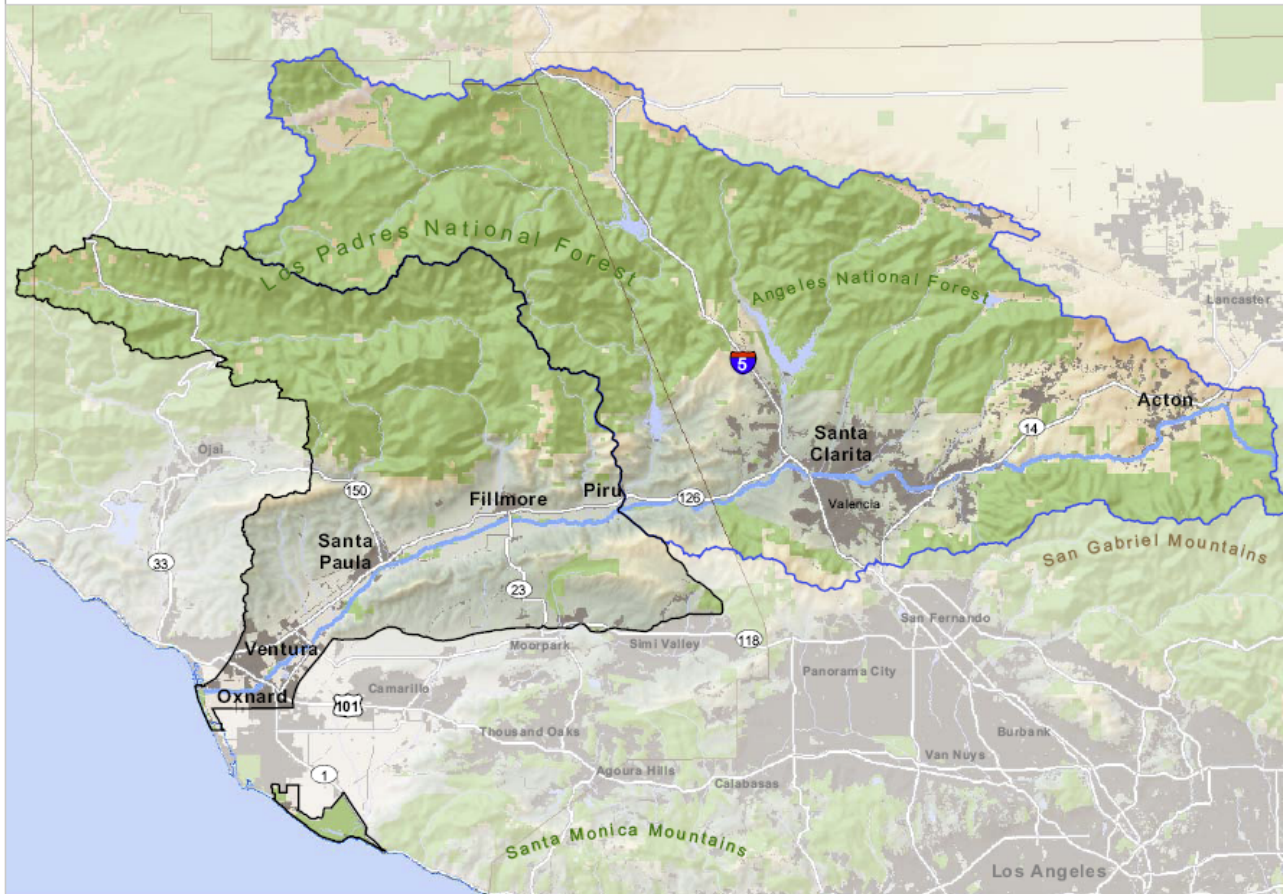 Los Padres National Forest
Angeles National Forest
Lancaster
5
Acton
14
Santa
Clarita
Ojai
150
Fillmore
Piru
126
Valencia
Santa
Paula
San Gabriel Mountains
33
23
San Fernando
Moorpark
Simi Valley
118
Ventura
Panorama City
Oxnard
Camarillo
101
Thousand Oaks
Burbank
Van Nuys
1
Agoura Hills
Calabasas
Santa Monica Mountains
Los Angeles